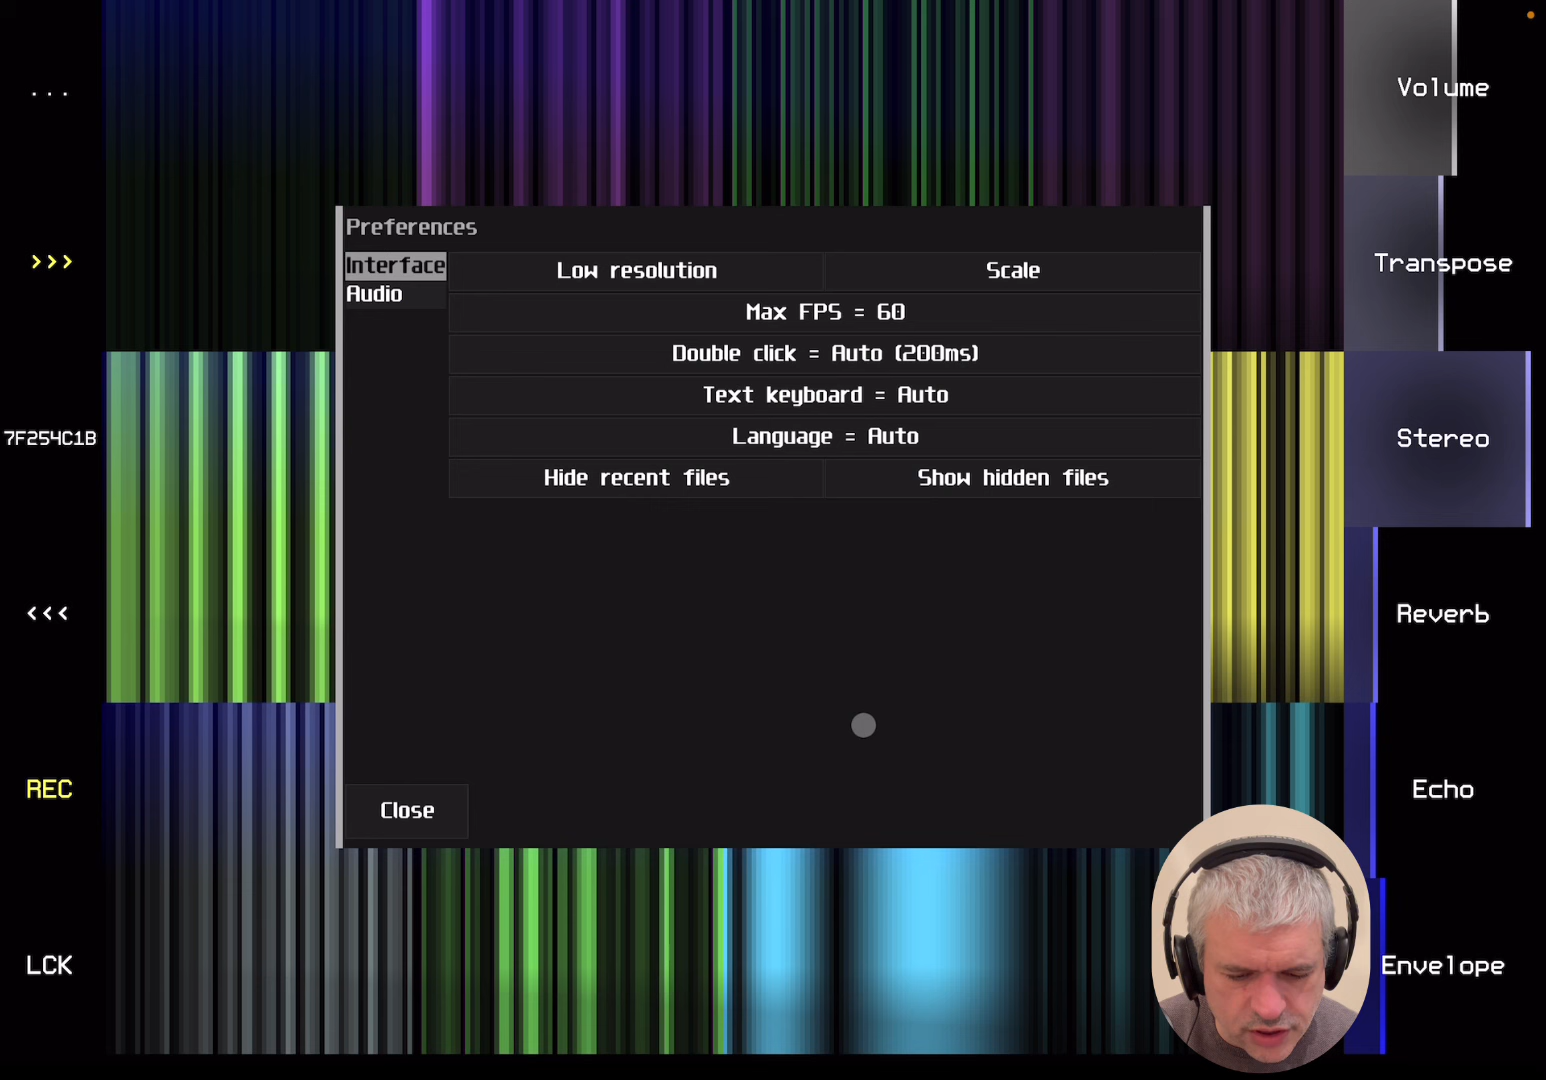 ...
>>>
7F254C1B
<<<
REC
LCK
Preferences
Interface
Audio
Low resolution
Scale
Max FPS = 60
Double click = Auto (200ms)
Text keyboard = Auto
Language = Auto
Hide recent files
Show hidden files
Close
Volume
Transpose
Stereo
Reverb
Echo
Envelope